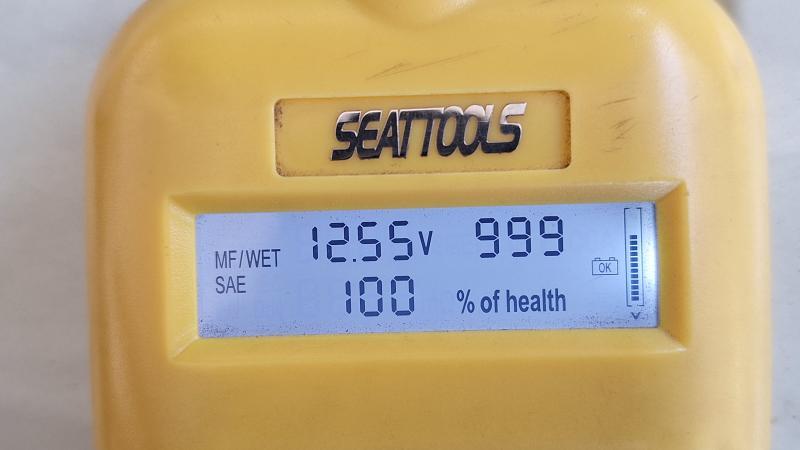 SEATTOOLS
MF/WET 12.55V 999
SAE 100 % of health
OK
V